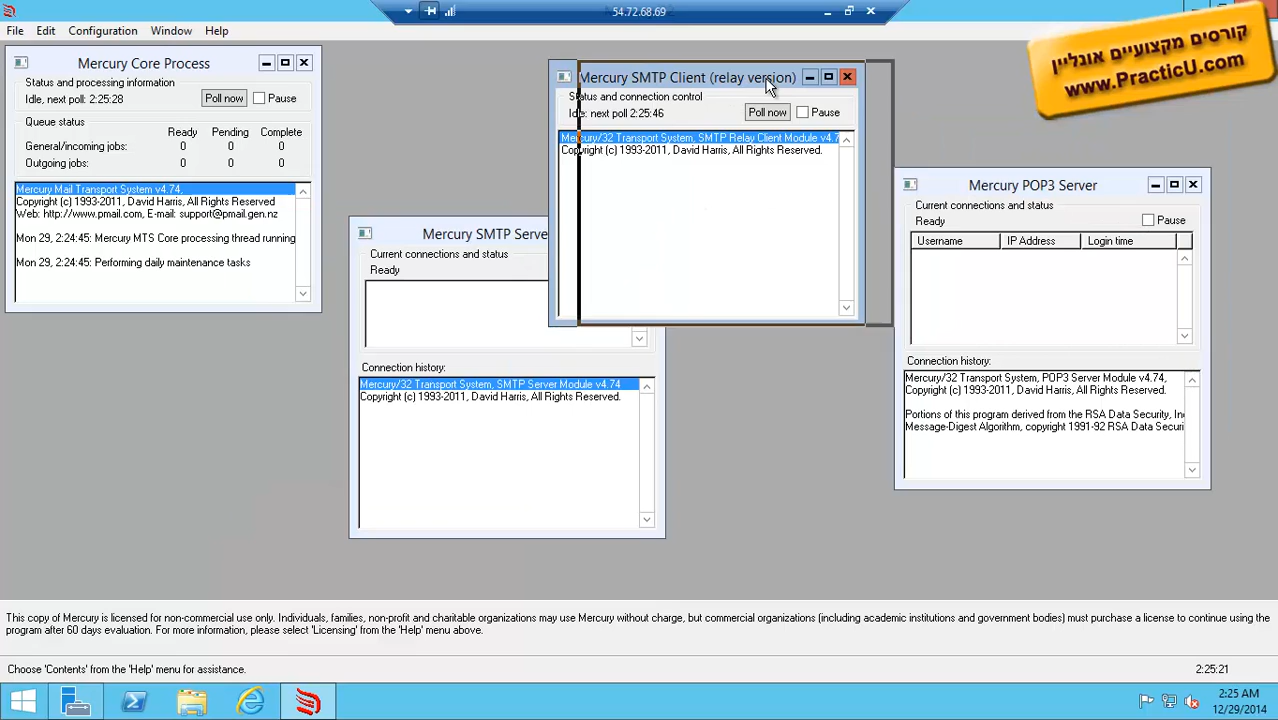 54.72.68.69
File Edit Configuration Window Help
קורסים מקצועיים אונליין
www.PracticU.com
Mercury Core Process
Status and processing information
Idle, next poll: 2:25:28 Poll now Pause
Queue status
Ready Pending Complete
General/incoming jobs: 0 0 0
Outgoing jobs: 0 0 0
Mercury Mail Transport System v4.74,
Copyright (c) 1993-2011, David Harris, All Rights Reserved
Web: http://www.pmail.com, E-mail: support@pmail.gen.nz
Mon 29, 2:24:45: Mercury MTS Core processing thread running
Mon 29, 2:24:45: Performing daily maintenance tasks
Mercury SMTP Serve
Current connections and status
Ready
Connection history:
Mercury/32 Transport System, SMTP Server Module v4.74
Copyright (c) 1993-2011, David Harris, All Rights Reserved.
Mercury SMTP Client (relay version)
Status and connection control
Idle: next poll 2:25:46 Poll now Pause
Mercury/32 Transport System, SMTP Relay Client Module v4.7
Copyright (c) 1993-2011, David Harris, All Rights Reserved.
Mercury POP3 Server
Current connections and status
Ready Pause
Username IP Address Login time
Connection history:
Mercury/32 Transport System, POP3 Server Module v4.74,
Copyright (c) 1993-2011, David Harris, All Rights Reserved.
Portions of this program derived from the RSA Data Security, Inc
Message-Digest Algorithm, copyright 1991-92 RSA Data Securi
This copy of Mercury is licensed for non-commercial use only. Individuals, families, non-profit and charitable organizations may use Mercury without charge, but commercial organizations (including academic institutions and government bodies) must purchase a license to continue using the
program after 60 days evaluation. For more information, please select 'Licensing' from the 'Help' menu above.
Choose 'Contents' from the 'Help' menu for assistance. 2:25:21
2:25 AM
12/29/2014